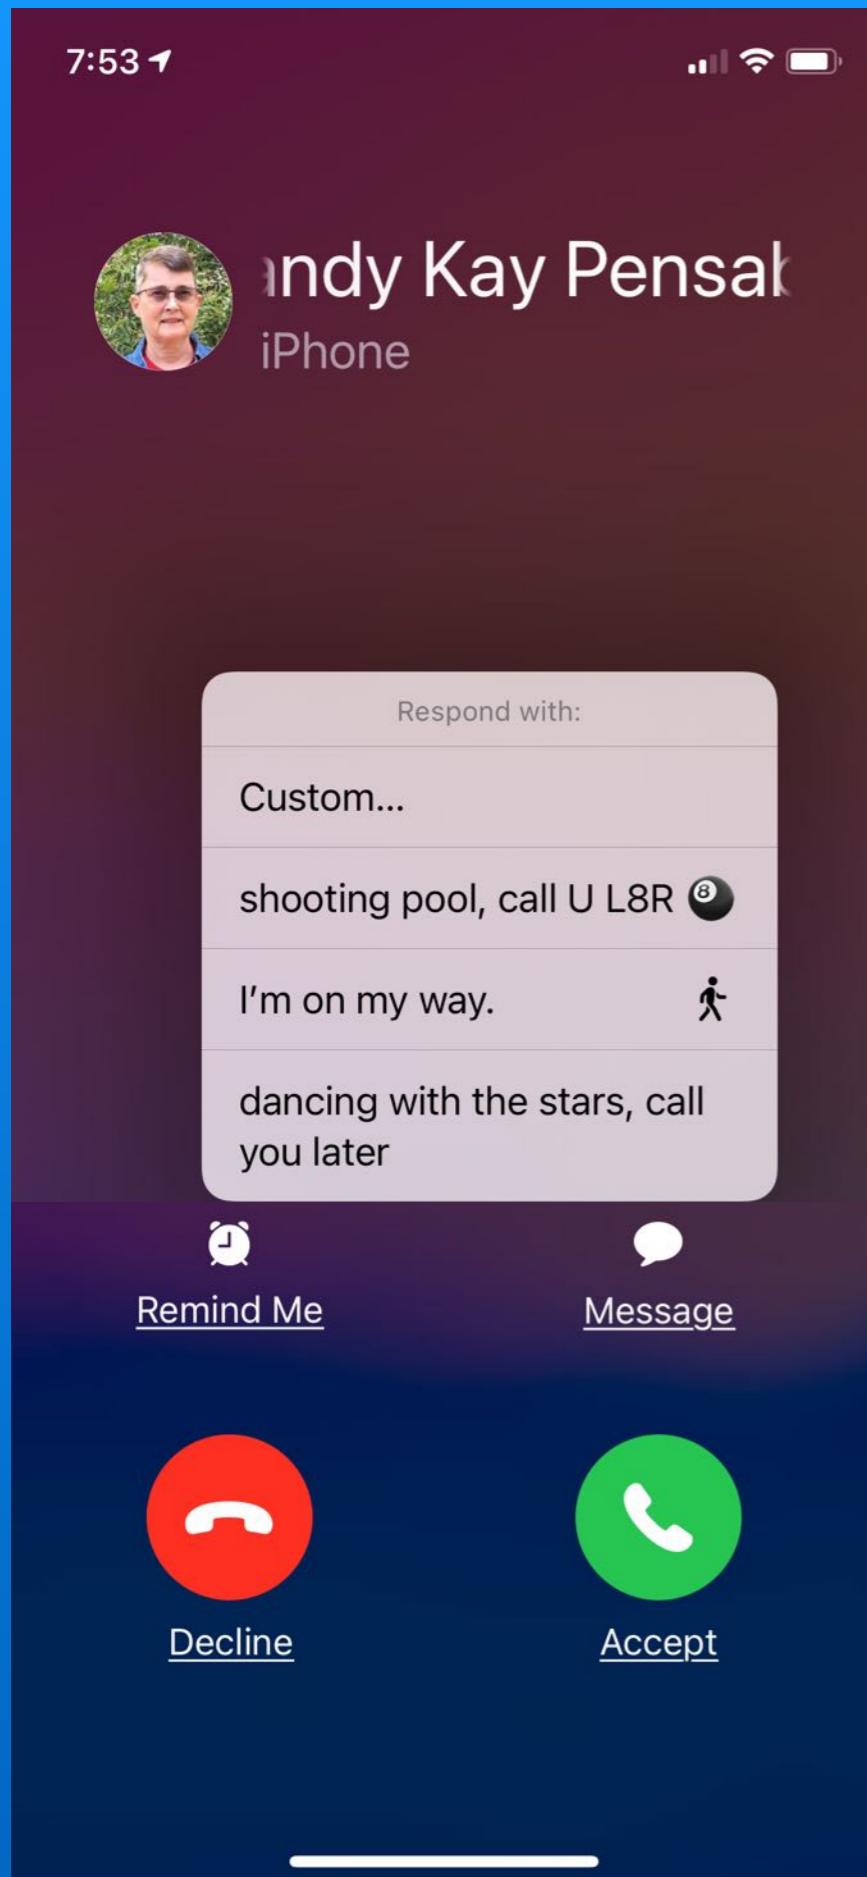 7:53
ndy Kay Pensa
iPhone
Respond with:
Custom...
shooting pool, call U L8R 🎱
I'm on my way.
dancing with the stars, call
you later
Remind Me
Message
Decline
Accept